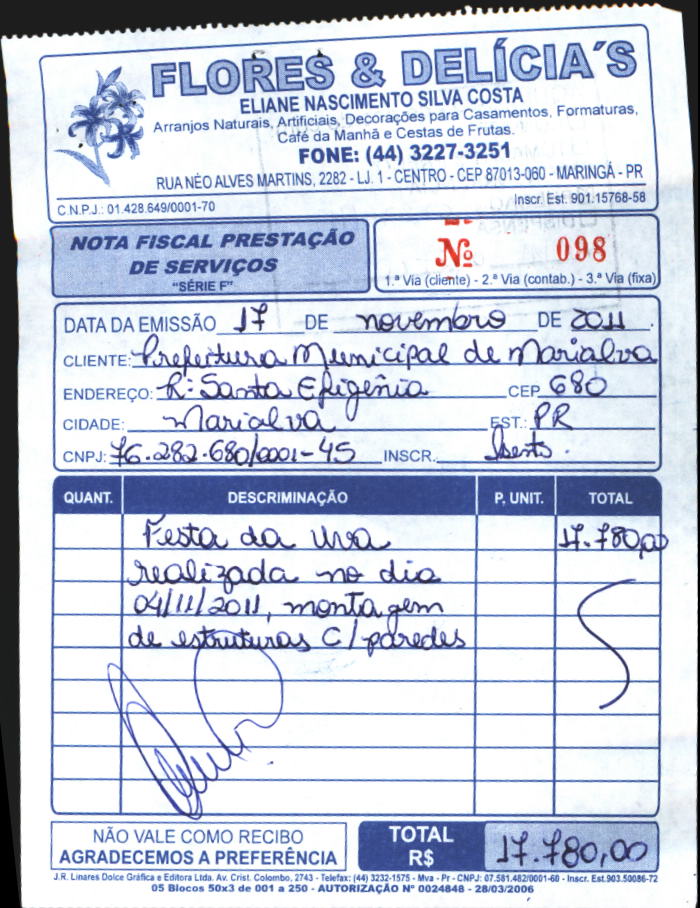 FLORES & DELÍCIA´S
ELIANE NASCIMENTO SILVA COSTA
Arranjos Naturais, Artificiais, Decorações para Casamentos, Formaturas,
Café da Manhã e Cestas de Frutas.
FONE: (44) 3227-3251
RUA NÉO ALVES MARTINS, 2282 - LJ. 1 - CENTRO - CEP 87013-060 - MARINGÁ - PR
C.N.P.J.: 01.428.649/0001-70 Inscr. Est. 901.15768-58
NOTA FISCAL PRESTAÇÃO
DE SERVIÇOS
"SÉRIE F"
Nº 098
1.ª Via (cliente) - 2.ª Via (contab.) - 3.ª Via (fixa)
DATA DA EMISSÃO 17 DE novembro DE 2011
CLIENTE: Prefeitura Municipal de Marialva
ENDEREÇO: R: Santa Efigênia CEP 680
CIDADE: Marialva EST.: PR
CNPJ: 76.282.680/0001-45 INSCR. Isento.
QUANT. DESCRIMINAÇÃO P. UNIT. TOTAL
Festa da Uva 17.780,00
realizada no dia
04/11/2011, montagem
de estruturas C/ paredes
NÃO VALE COMO RECIBO
AGRADECEMOS A PREFERÊNCIA
TOTAL
R$ 17.780,00
J.R. Linares Dolce Gráfica e Editora Ltda. Av. Crist. Colombo, 2743 - Telefax: (44) 3232-1575 - Mva - Pr - CNPJ: 07.581.482/0001-60 - Inscr. Est.903.50086-72
05 Blocos 50x3 de 001 a 250 - AUTORIZAÇÃO Nº 0024848 - 28/03/2006